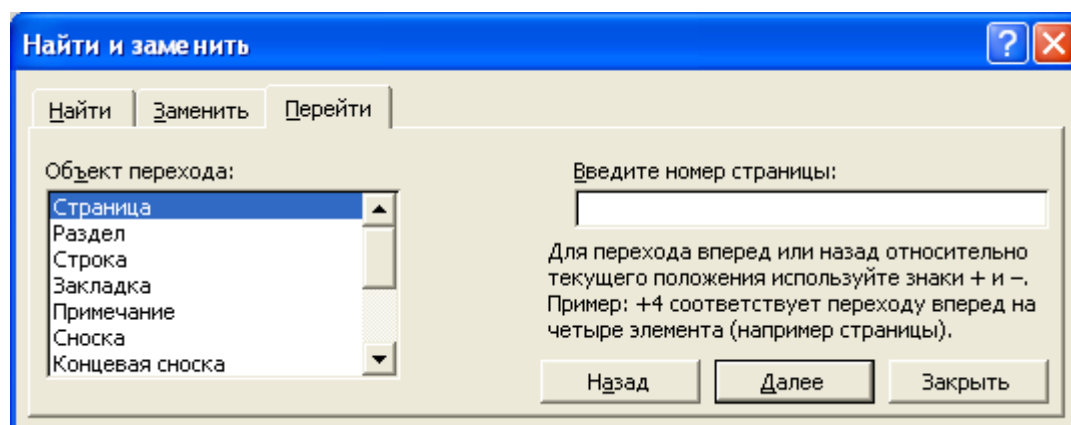 Найти и заменить
Найти
Заменить
Перейти
Объект перехода:
Страница
Раздел
Строка
Закладка
Примечание
Сноска
Концевая сноска
Введите номер страницы:
Для перехода вперед или назад относительно
текущего положения используйте знаки + и –.
Пример: +4 соответствует переходу вперед на
четыре элемента (например страницы).
Назад
Далее
Закрыть